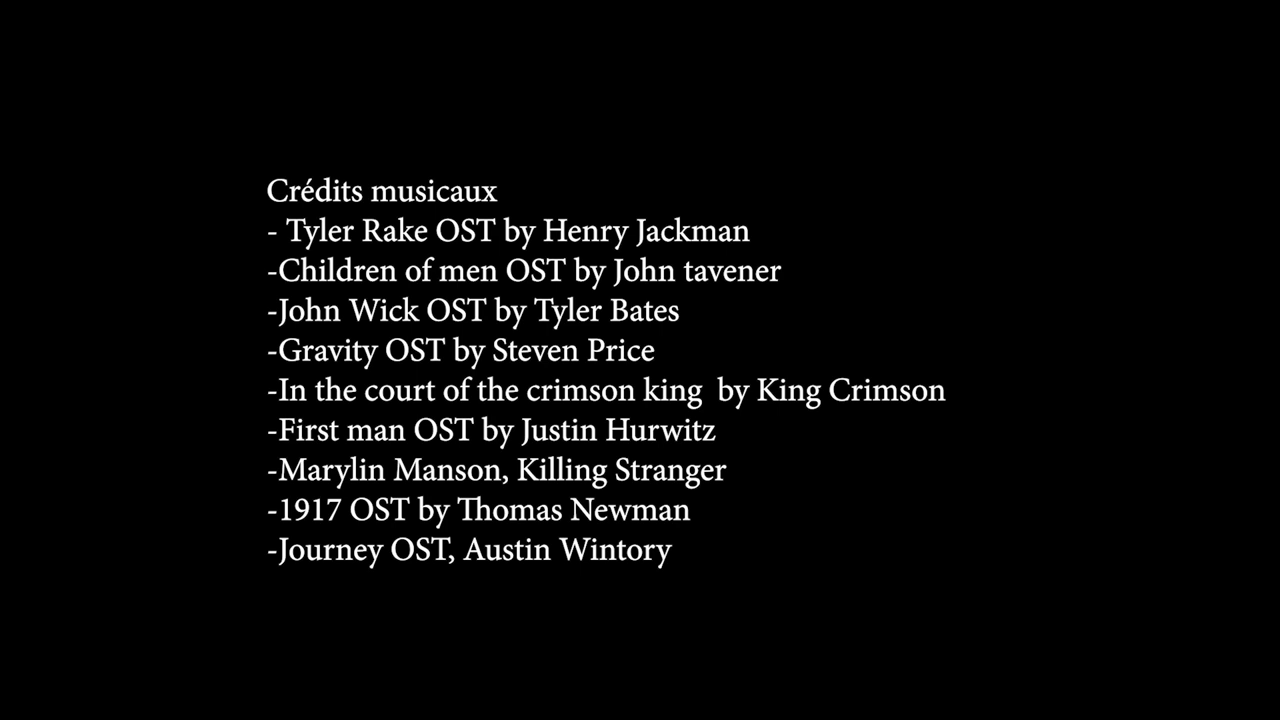 Crédits musicaux
- Tyler Rake OST by Henry Jackman
-Children of men OST by John tavener
-John Wick OST by Tyler Bates
-Gravity OST by Steven Price
-In the court of the crimson king  by King Crimson
-First man OST by Justin Hurwitz
-Marylin Manson, Killing Stranger
-1917 OST by Thomas Newman
-Journey OST, Austin Wintory